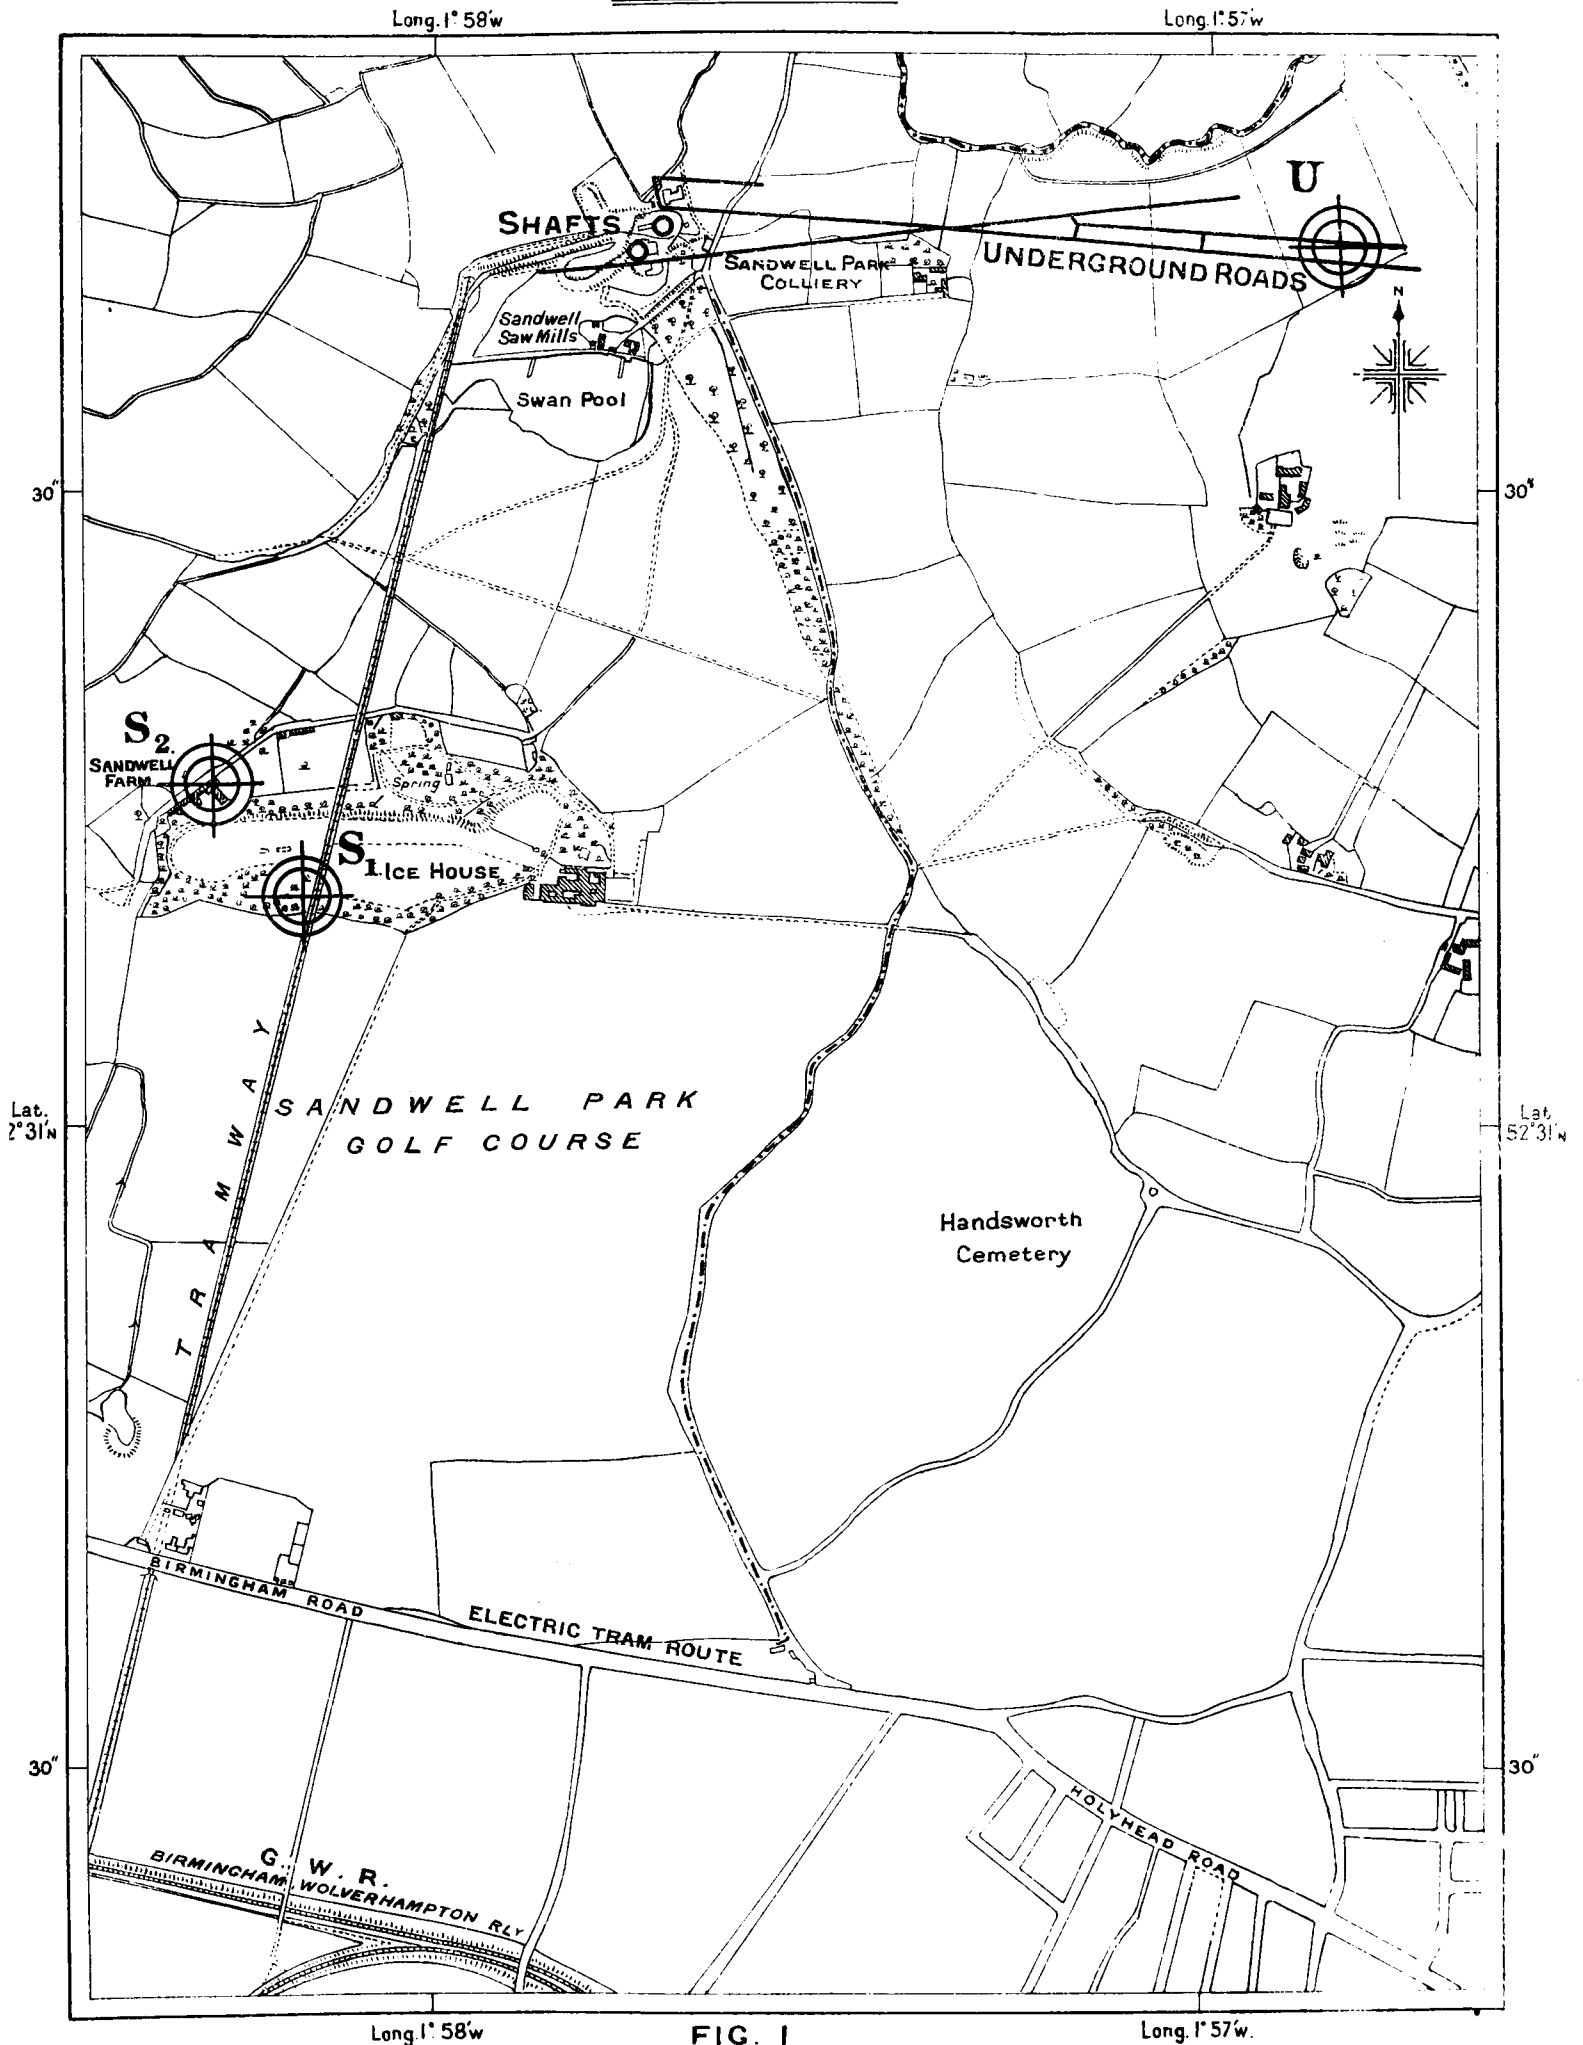 Long. 1° 58'W
Long. 1° 57'W
U
SHAFTS
SANDWELL PARK
COLLIERY
UNDERGROUND ROADS
N
Sandwell
Saw Mills
Swan Pool
30"
30"
S2.
SANDWELL
FARM
Spring
S1.
ICE HOUSE
TRAMWAY
SANDWELL PARK
GOLF COURSE
Lat.
2°31'N
Lat
52°31'N
Handsworth
Cemetery
BIRMINGHAM ROAD
ELECTRIC TRAM ROUTE
30"
30"
HOLYHEAD ROAD
G. W. R.
BIRMINGHAM, WOLVERHAMPTON RLY
Long. 1° 58'W
FIG. 1
Long. 1° 57'W.